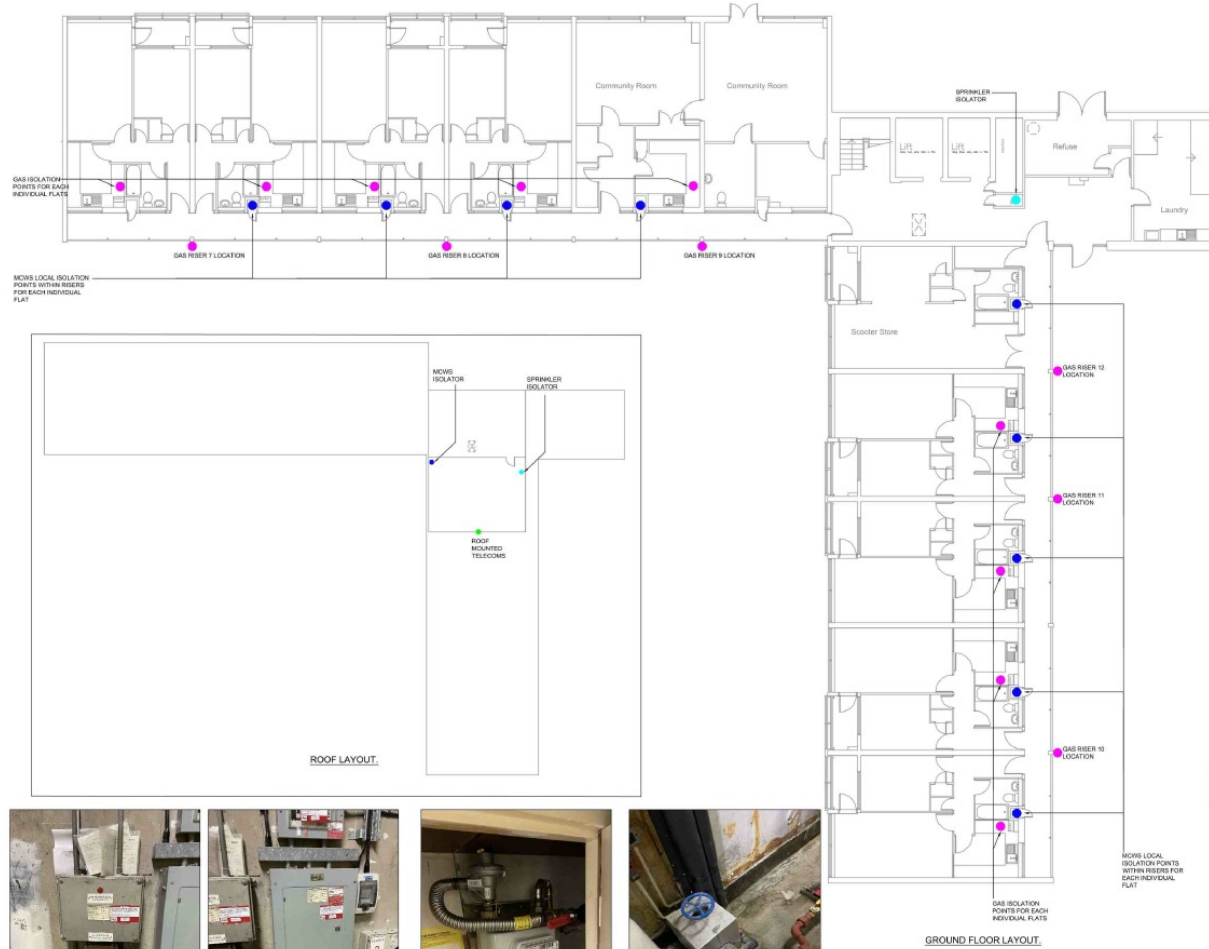 Community Room
Community Room
SPRINKLER
ISOLATOR
Lift
Lift
Refuse
Laundry
GAS ISOLATION
POINTS FOR EACH
INDIVIDUAL FLATS
GAS RISER 7 LOCATION
GAS RISER 8 LOCATION
GAS RISER 9 LOCATION
MCWS LOCAL ISOLATION
POINTS WITHIN RISERS
FOR EACH INDIVIDUAL
FLAT
Scooter Store
GAS RISER 12
LOCATION
MCWS
ISOLATOR
SPRINKLER
ISOLATOR
ROOF
MOUNTED
TELECOMS
GAS RISER 11
LOCATION
ROOF LAYOUT.
GAS RISER 10
LOCATION
MCWS LOCAL ISOLATION POINTS
WITHIN RISERS FOR
EACH INDIVIDUAL
FLAT
GAS ISOLATION
POINTS FOR EACH
INDIVIDUAL FLATS
GROUND FLOOR LAYOUT.